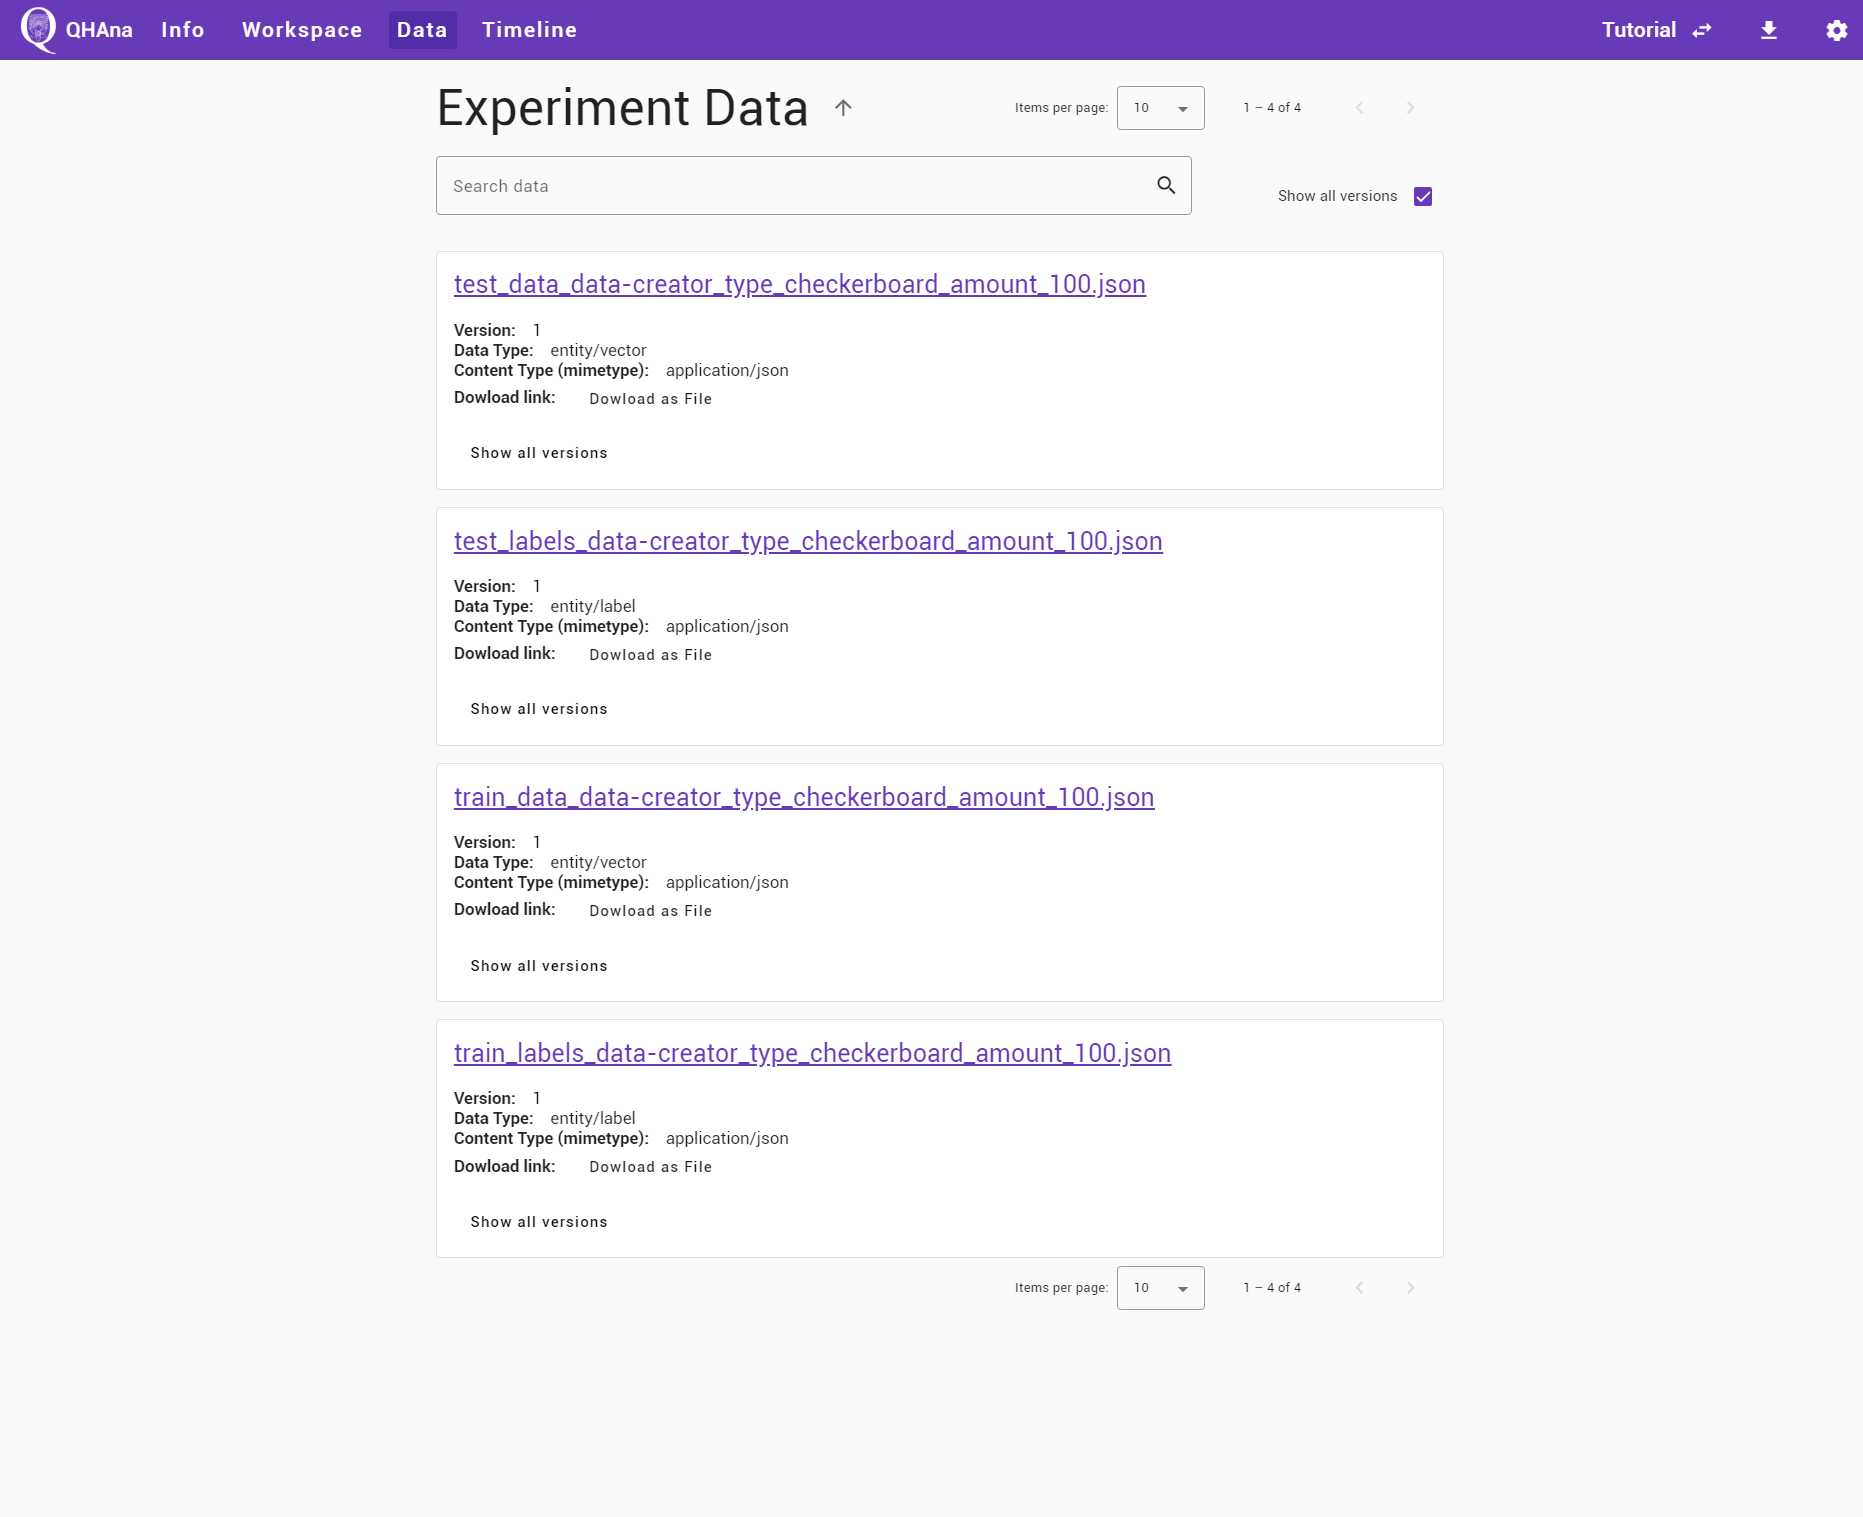 QHAna Info Workspace Data Timeline Tutorial
Experiment Data
Items per page: 10 1 – 4 of 4
Search data
Show all versions
test_data_data-creator_type_checkerboard_amount_100.json
Version: 1
Data Type: entity/vector
Content Type (mimetype): application/json
Dowload link: Dowload as File
Show all versions
test_labels_data-creator_type_checkerboard_amount_100.json
Version: 1
Data Type: entity/label
Content Type (mimetype): application/json
Dowload link: Dowload as File
Show all versions
train_data_data-creator_type_checkerboard_amount_100.json
Version: 1
Data Type: entity/vector
Content Type (mimetype): application/json
Dowload link: Dowload as File
Show all versions
train_labels_data-creator_type_checkerboard_amount_100.json
Version: 1
Data Type: entity/label
Content Type (mimetype): application/json
Dowload link: Dowload as File
Show all versions
Items per page: 10 1 – 4 of 4